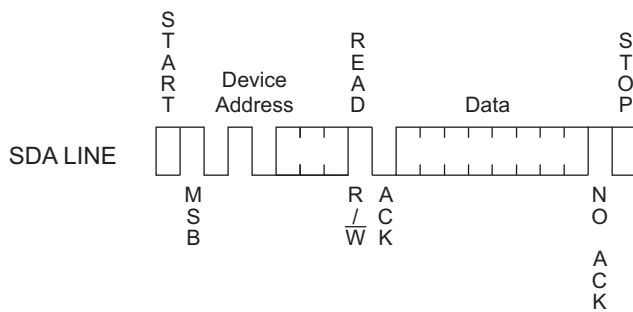 START
READ
STOP
Device
Address
Data
SDA LINE
MSB
R/W
ACK
NO ACK